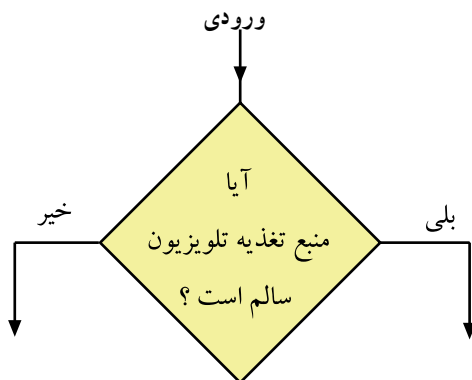 ورودی
آیا
منبع تغذیه تلویزیون
سالم است ؟
بلی
خیر